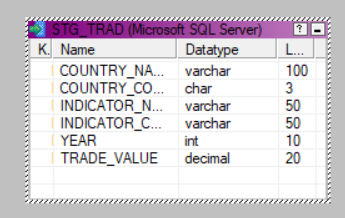 STG_TRAD (Microsoft SQL Server) ?
K. Name Datatype L...
COUNTRY_NA... varchar 100
COUNTRY_CO... char 3
INDICATOR_N... varchar 50
INDICATOR_C... varchar 50
YEAR int 10
TRADE_VALUE decimal 20